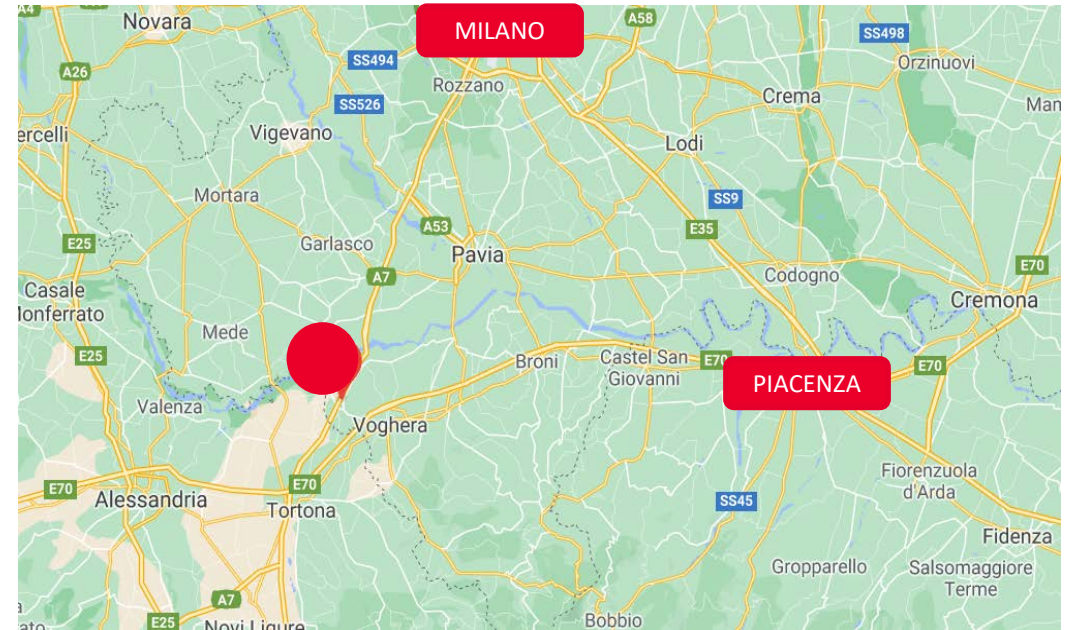 A4
Novara
MILANO
A58
SS498
SS494
Orzinuovi
A26
Rozzano
Crema
SS526
Man
ercelli
Vigevano
Lodi
Mortara
SS9
A53
E35
E25
Garlasco
Pavia
E70
A7
Codogno
Casale
Monferrato
Cremona
Mede
E25
Broni
Castel San
Giovanni
E70
E70
PIACENZA
Valenza
Voghera
Fiorenzuola
d'Arda
E70
Alessandria
E70
Tortona
SS45
Fidenza
Gropparello
Salsomaggiore
Terme
A7
E25
Novi Ligure
Bobbio